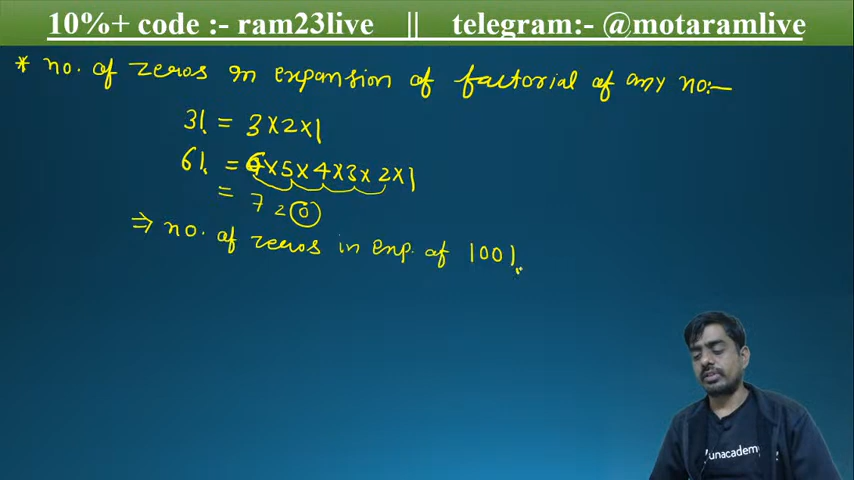 10%+ code :- ram23live || telegram:- @motaramlive
* no. of zeros in expansion of factorial of any no:-
3! = 3×2×1
6! = 6×5×4×3×2×1
= 720
⇒ no. of zeros in exp. of 100!
unacademy